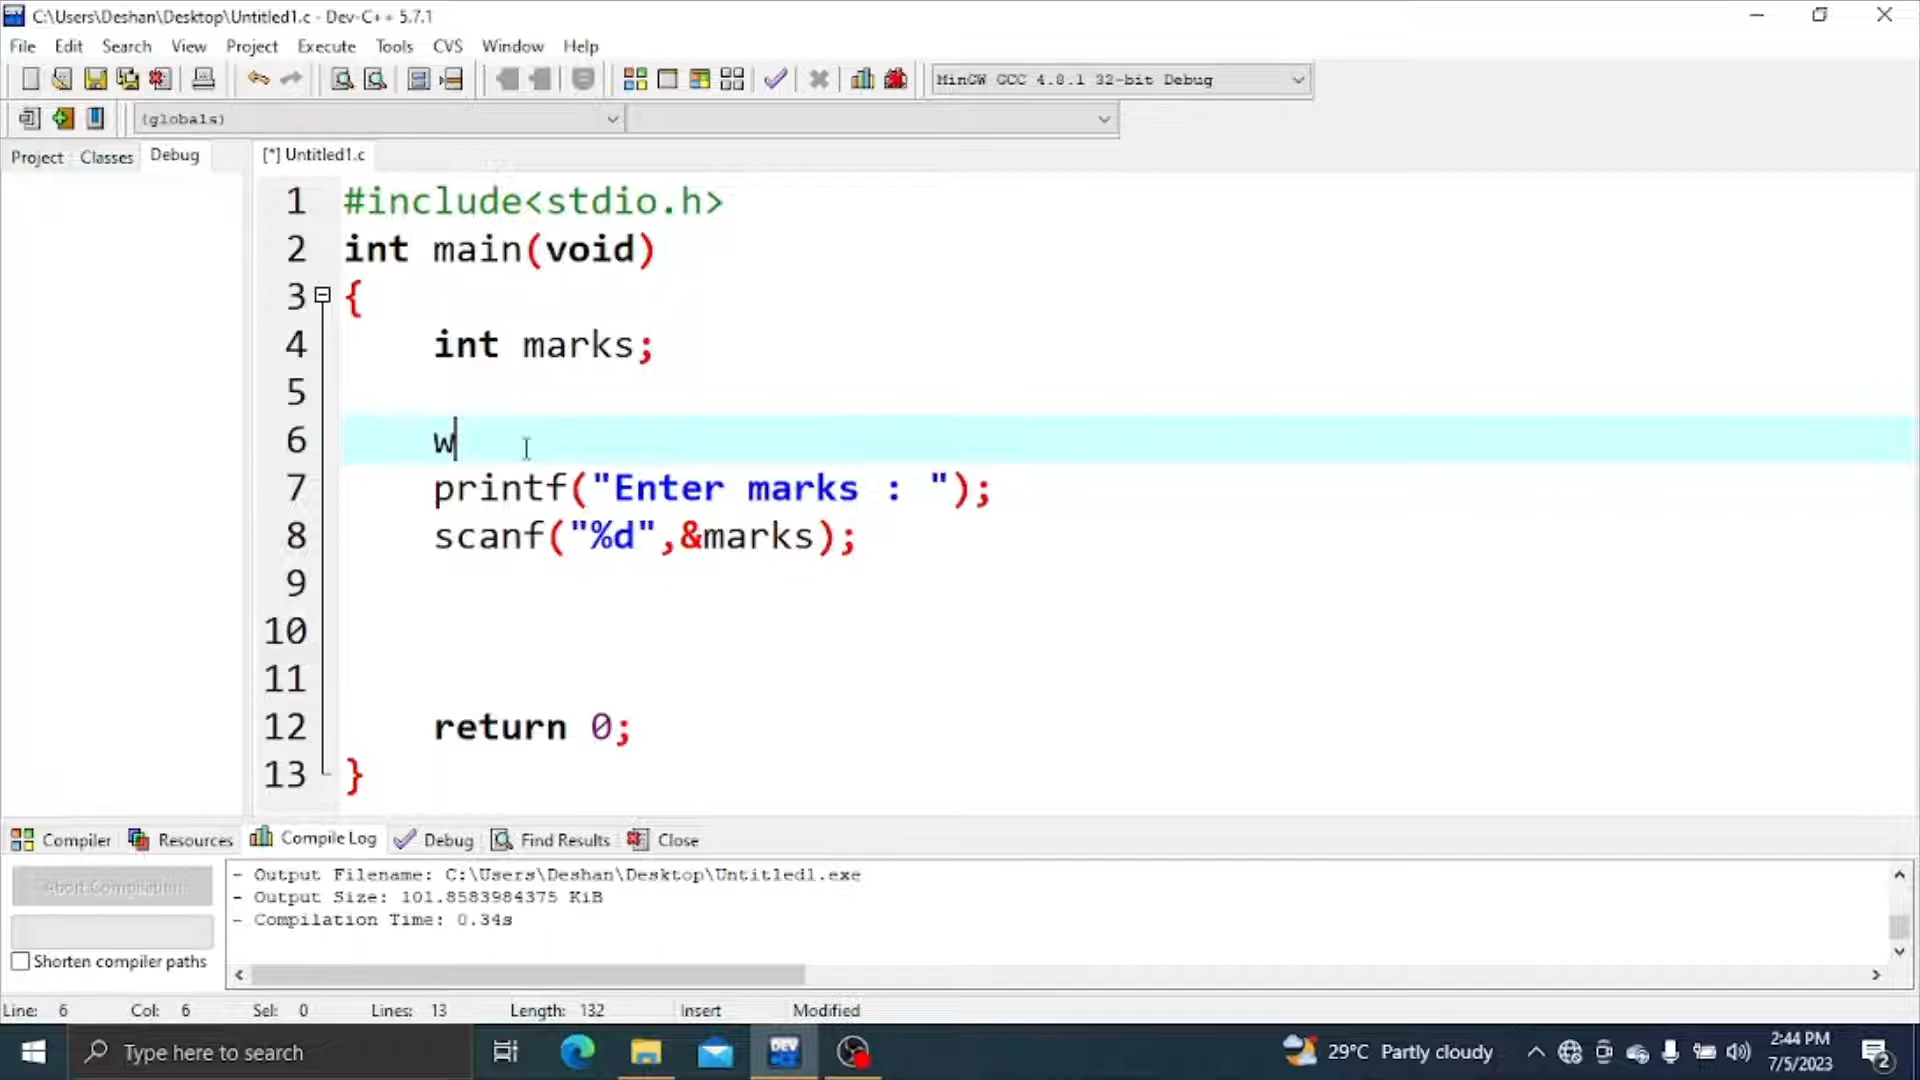 C:\Users\Deshan\Desktop\Untitled1.c - Dev-C++ 5.7.1
File Edit Search View Project Execute Tools CVS Window Help
MinGW GCC 4.8.1 32-bit Debug
(globals)
Project Classes Debug [*] Untitled1.c
1 #include<stdio.h>
2 int main(void)
3 {
4 int marks;
5
6 w
7 printf("Enter marks : ");
8 scanf("%d",&marks);
9
10
11
12 return 0;
13 }
Compiler Resources Compile Log Debug Find Results Close
Abort Compilation
- Output Filename: C:\Users\Deshan\Desktop\Untitled1.exe
- Output Size: 101.8583984375 KiB
- Compilation Time: 0.34s
Shorten compiler paths
Line: 6 Col: 6 Sel: 0 Lines: 13 Length: 132 Insert Modified
Type here to search
DEV
29°C Partly cloudy
2:44 PM
7/5/2023
2